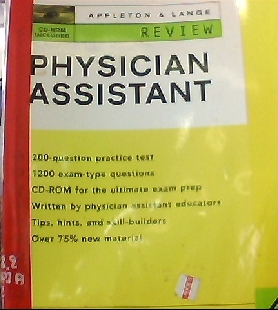 APPLETON & LANGE
CD-ROM
INCLUDED
REVIEW
PHYSICIAN
ASSISTANT
200-question practice test
1200 exam-type questions
CD-ROM for the ultimate exam prep
Written by physician assistant educators
Tips, hints, and skill-builders
Over 75% new material